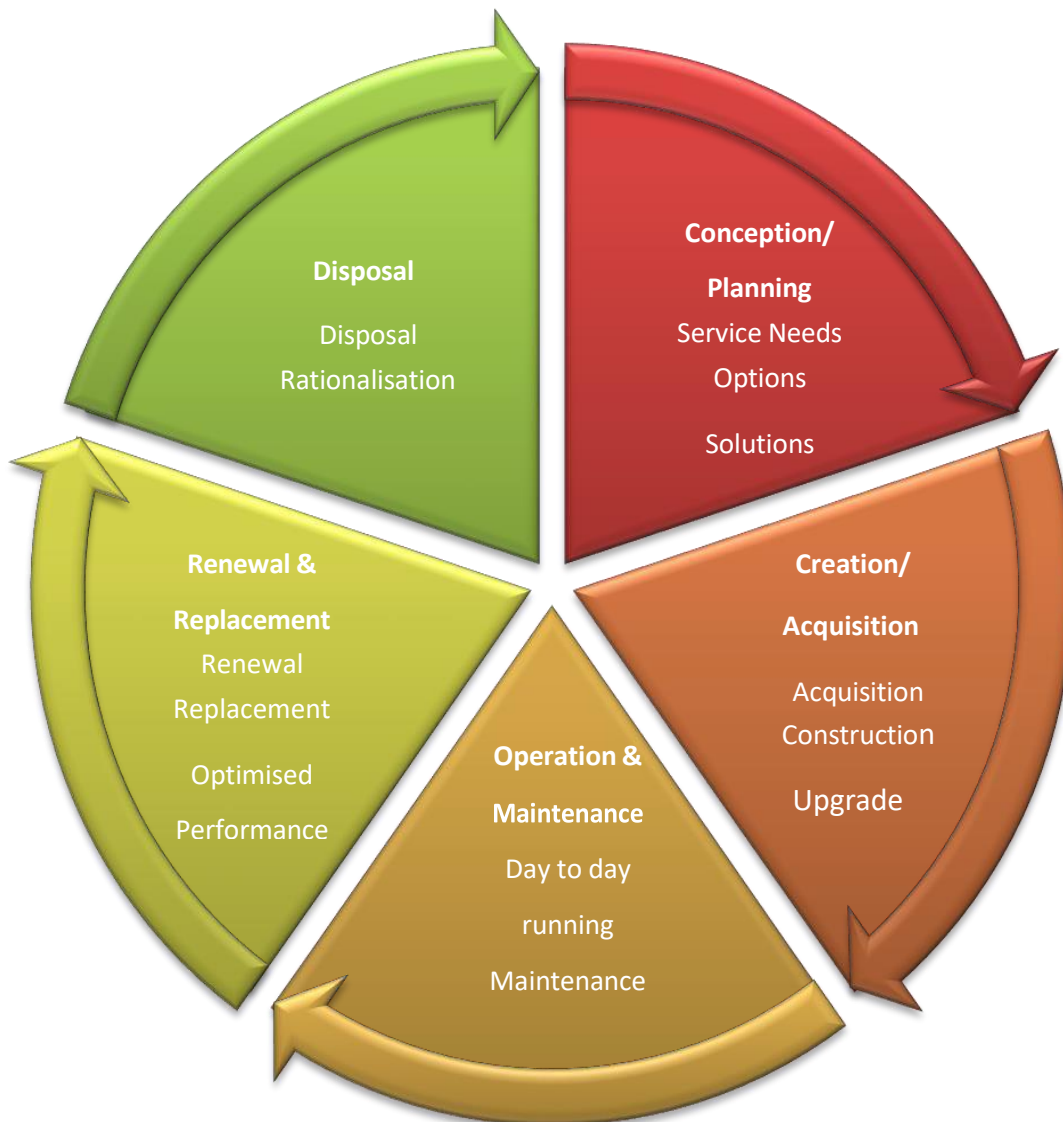 Conception/
Planning
Service Needs
Options
Solutions
Creation/
Acquisition
Acquisition
Construction
Upgrade
Operation &
Maintenance
Day to day
running
Maintenance
Renewal &
Replacement
Renewal
Replacement
Optimised
Performance
Disposal
Disposal
Rationalisation